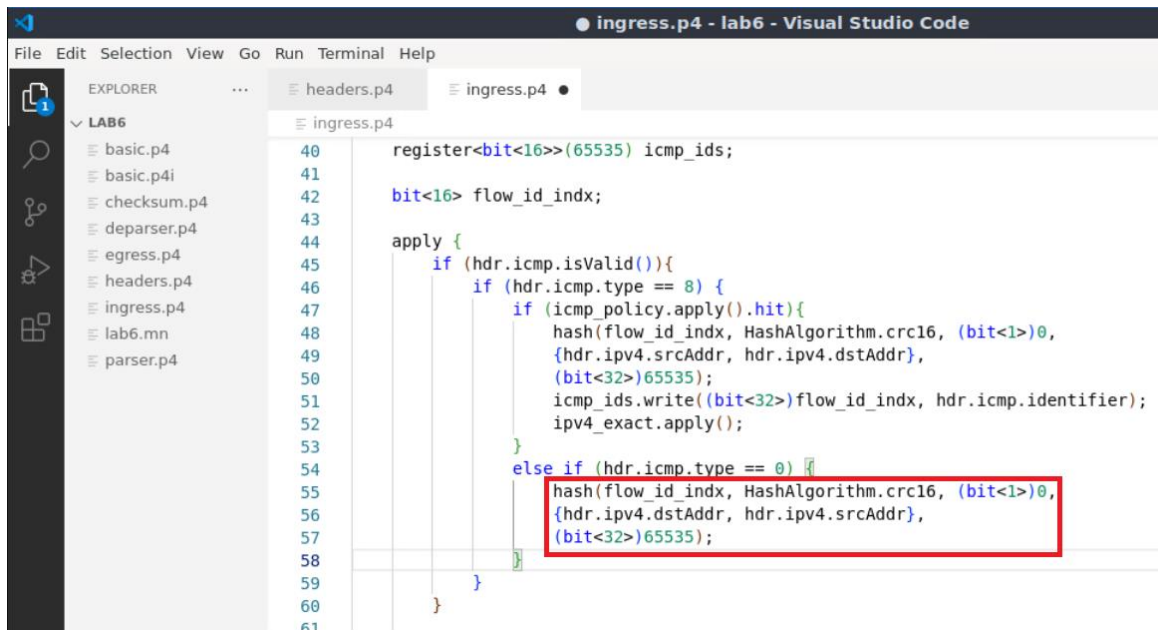 ● ingress.p4 - lab6 - Visual Studio Code
File Edit Selection View Go Run Terminal Help
EXPLORER ... headers.p4 ingress.p4 ●
1
LAB6 ingress.p4
basic.p4
basic.p4i
checksum.p4
deparser.p4
egress.p4
headers.p4
ingress.p4
lab6.mn
parser.p4
40 register<bit<16>>(65535) icmp_ids;
41
42 bit<16> flow_id_indx;
43
44 apply {
45 if (hdr.icmp.isValid()){
46 if (hdr.icmp.type == 8) {
47 if (icmp_policy.apply().hit){
48 hash(flow_id_indx, HashAlgorithm.crc16, (bit<1>)0,
49 {hdr.ipv4.srcAddr, hdr.ipv4.dstAddr},
50 (bit<32>)65535);
51 icmp_ids.write((bit<32>)flow_id_indx, hdr.icmp.identifier);
52 ipv4_exact.apply();
53 }
54 else if (hdr.icmp.type == 0) {
55 hash(flow_id_indx, HashAlgorithm.crc16, (bit<1>)0,
56 {hdr.ipv4.dstAddr, hdr.ipv4.srcAddr},
57 (bit<32>)65535);
58 }
59 }
60 }
61